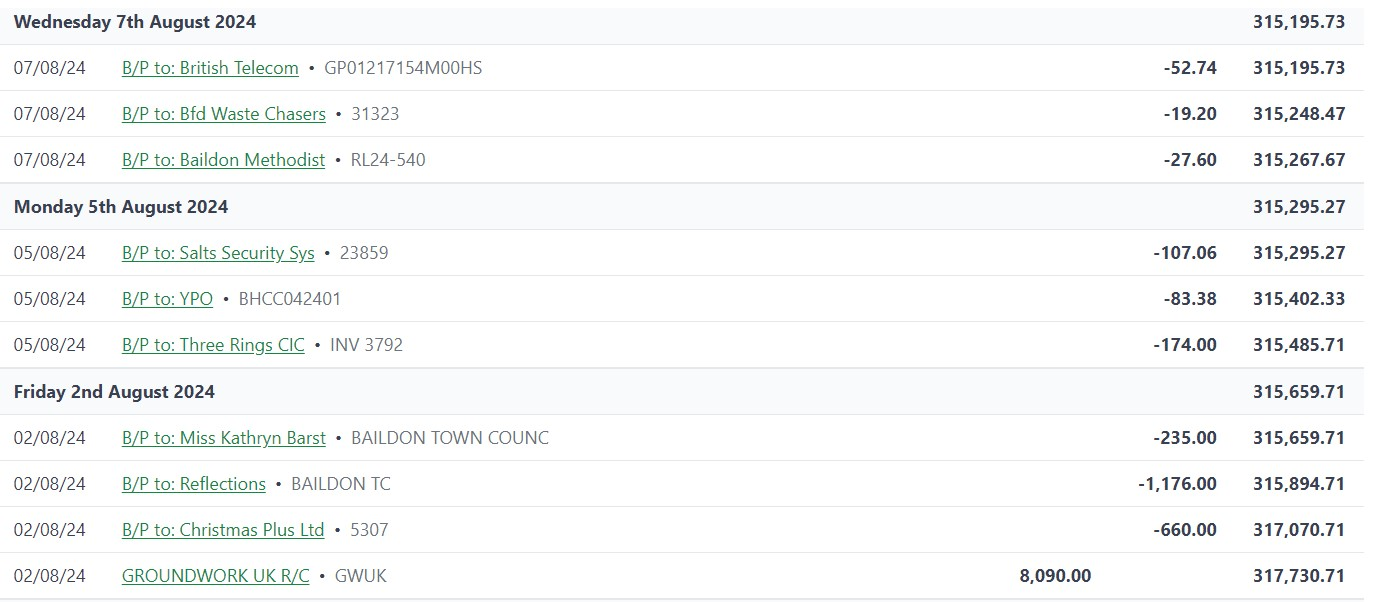 Wednesday 7th August 2024 315,195.73
07/08/24 B/P to: British Telecom • GP01217154M00HS -52.74 315,195.73
07/08/24 B/P to: Bfd Waste Chasers • 31323 -19.20 315,248.47
07/08/24 B/P to: Baildon Methodist • RL24-540 -27.60 315,267.67
Monday 5th August 2024 315,295.27
05/08/24 B/P to: Salts Security Sys • 23859 -107.06 315,295.27
05/08/24 B/P to: YPO • BHCC042401 -83.38 315,402.33
05/08/24 B/P to: Three Rings CIC • INV 3792 -174.00 315,485.71
Friday 2nd August 2024 315,659.71
02/08/24 B/P to: Miss Kathryn Barst • BAILDON TOWN COUNC -235.00 315,659.71
02/08/24 B/P to: Reflections • BAILDON TC -1,176.00 315,894.71
02/08/24 B/P to: Christmas Plus Ltd • 5307 -660.00 317,070.71
02/08/24 GROUNDWORK UK R/C • GWUK 8,090.00 317,730.71